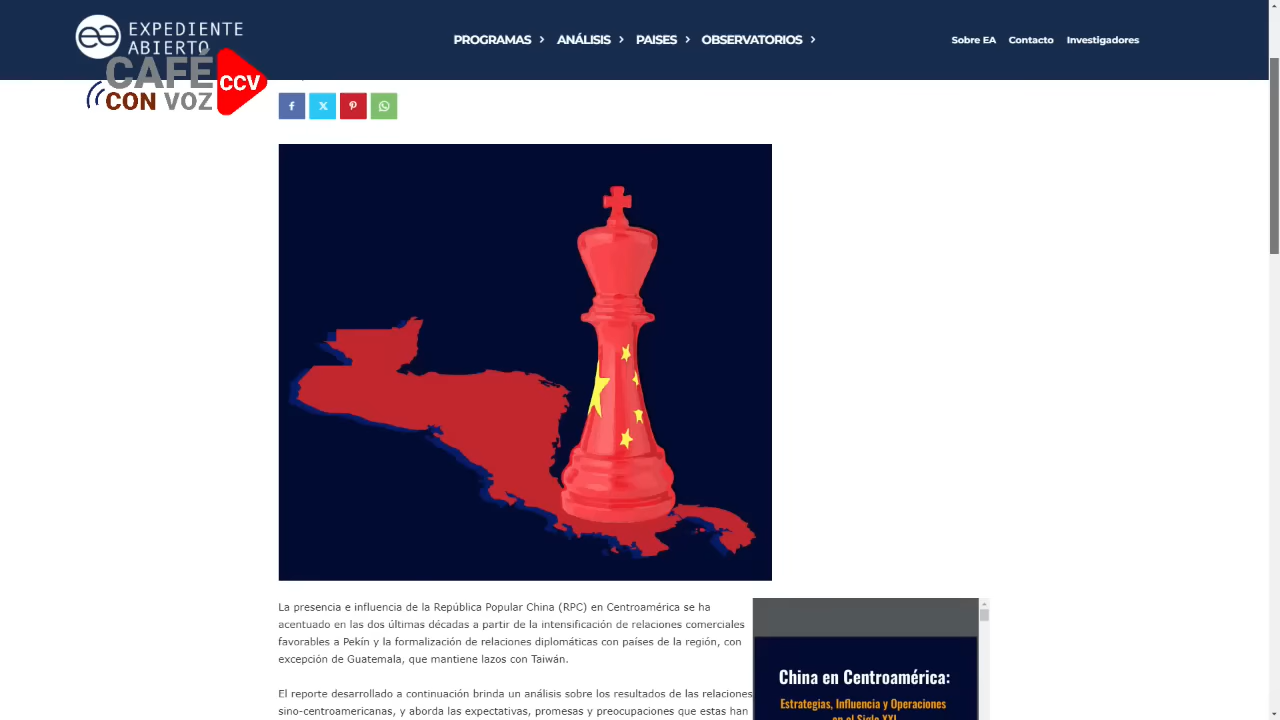 EXPEDIENTE
ABIERTO
PROGRAMAS
ANÁLISIS
PAISES
OBSERVATORIOS
Sobre EA
Contacto
Investigadores
CAFÉ
CON VOZ
CCV
La presencia e influencia de la República Popular China (RPC) en Centroamérica se ha
acentuado en las dos últimas décadas a partir de la intensificación de relaciones comerciales
favorables a Pekín y la formalización de relaciones diplomáticas con países de la región, con
excepción de Guatemala, que mantiene lazos con Taiwán.
El reporte desarrollado a continuación brinda un análisis sobre los resultados de las relaciones
sino-centroamericanas, y aborda las expectativas, promesas y preocupaciones que estas han
China en Centroamérica:
Estrategias, Influencia y Operaciones
en el Siglo XXI